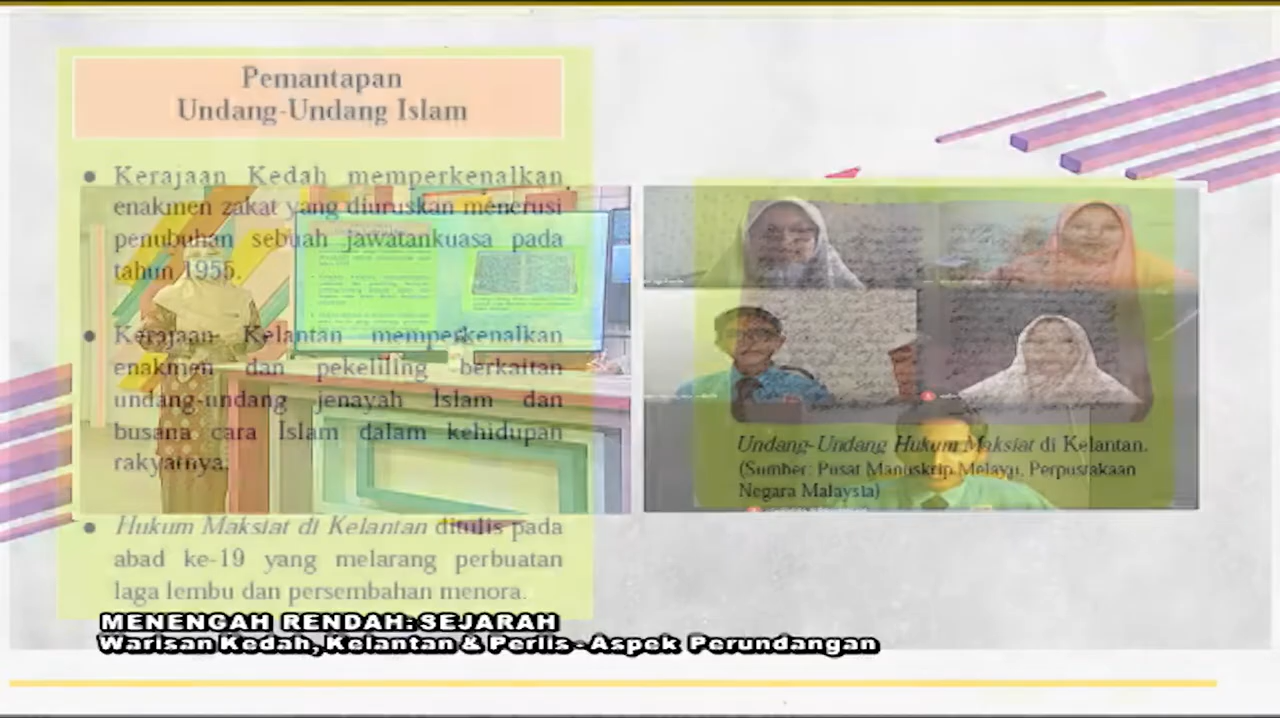 Pemantapan
Undang-Undang Islam
• Kerajaan Kedah memperkenalkan
enakmen zakat yang diuruskan menerusi
penubuhan sebuah jawatankuasa pada
tahun 1955.
• Kerajaan Kelantan memperkenalkan
enakmen dan pekeliling berkaitan
undang-undang jenayah Islam dan
busana cara Islam dalam kehidupan
rakyatnya.
• Hukum Maksiat di Kelantan ditulis pada
abad ke-19 yang melarang perbuatan
laga lembu dan persembahan menora.
Undang-Undang Hukum Maksiat di Kelantan.
(Sumber: Pusat Manuskrip Melayu, Perpustakaan
Negara Malaysia)
MENENGAH RENDAH: SEJARAH
Warisan Kedah, Kelantan & Perlis - Aspek Perundangan